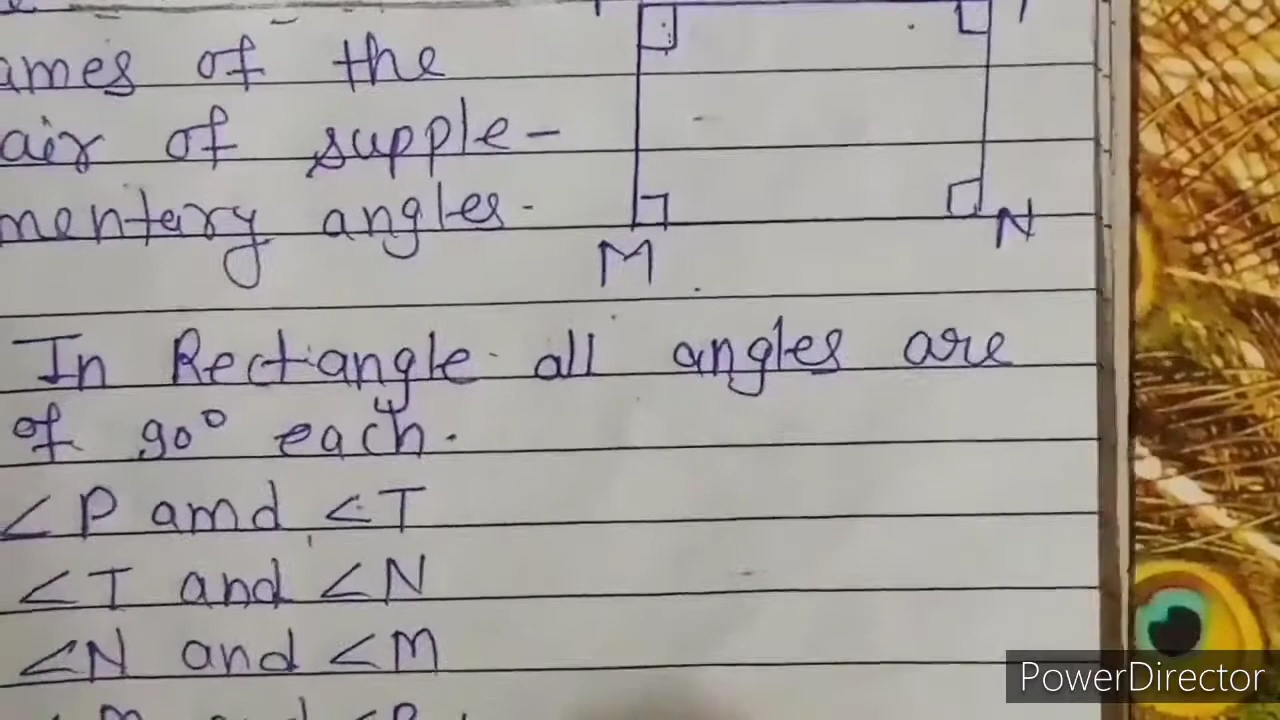 ames of the
air of supple-
mentary angles.
M
N
In Rectangle all angles are
of 90° each.
<P amd <T
<T and <N
<N and <M
PowerDirector